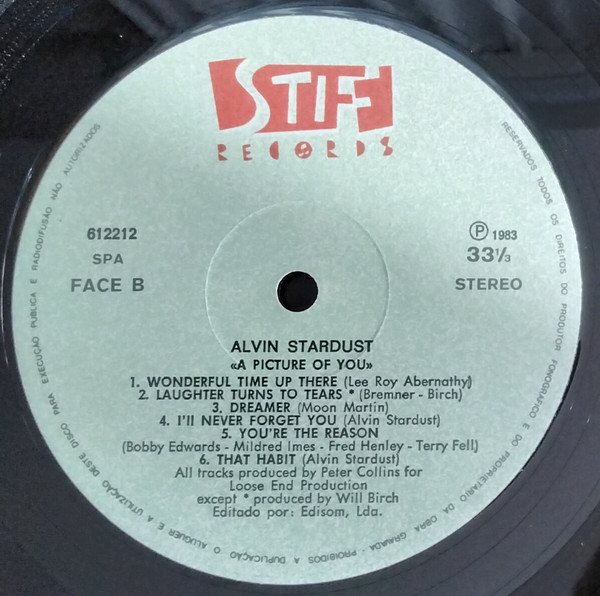 STIFF
RECORDS
612212
SPA
FACE B
Ⓟ 1983
33⅓
STEREO
ALVIN STARDUST
«A PICTURE OF YOU»
1. WONDERFUL TIME UP THERE (Lee Roy Abernathy)
2. LAUGHTER TURNS TO TEARS * (Bremner - Birch)
3. DREAMER (Moon Martin)
4. I'll NEVER FORGET YOU (Alvin Stardust)
5. YOU'RE THE REASON
(Bobby Edwards - Mildred Imes - Fred Henley - Terry Fell)
6. THAT HABIT (Alvin Stardust)
All tracks produced by Peter Collins for
Loose End Production
except * produced by Will Birch
Editado por: Edisom, Lda.
RESERVADOS TODOS OS DIREITOS DO PRODUTOR FONOGRÁFICO E DO PROPRIETÁRIO DA OBRA GRAVADA - PROIBIDOS A DUPLICAÇÃO O ALUGUER E A UTILIZAÇÃO DESTE DISCO PARA EXECUÇÃO PÚBLICA E RADIODIFUSÃO NÃO AUTORIZADOS